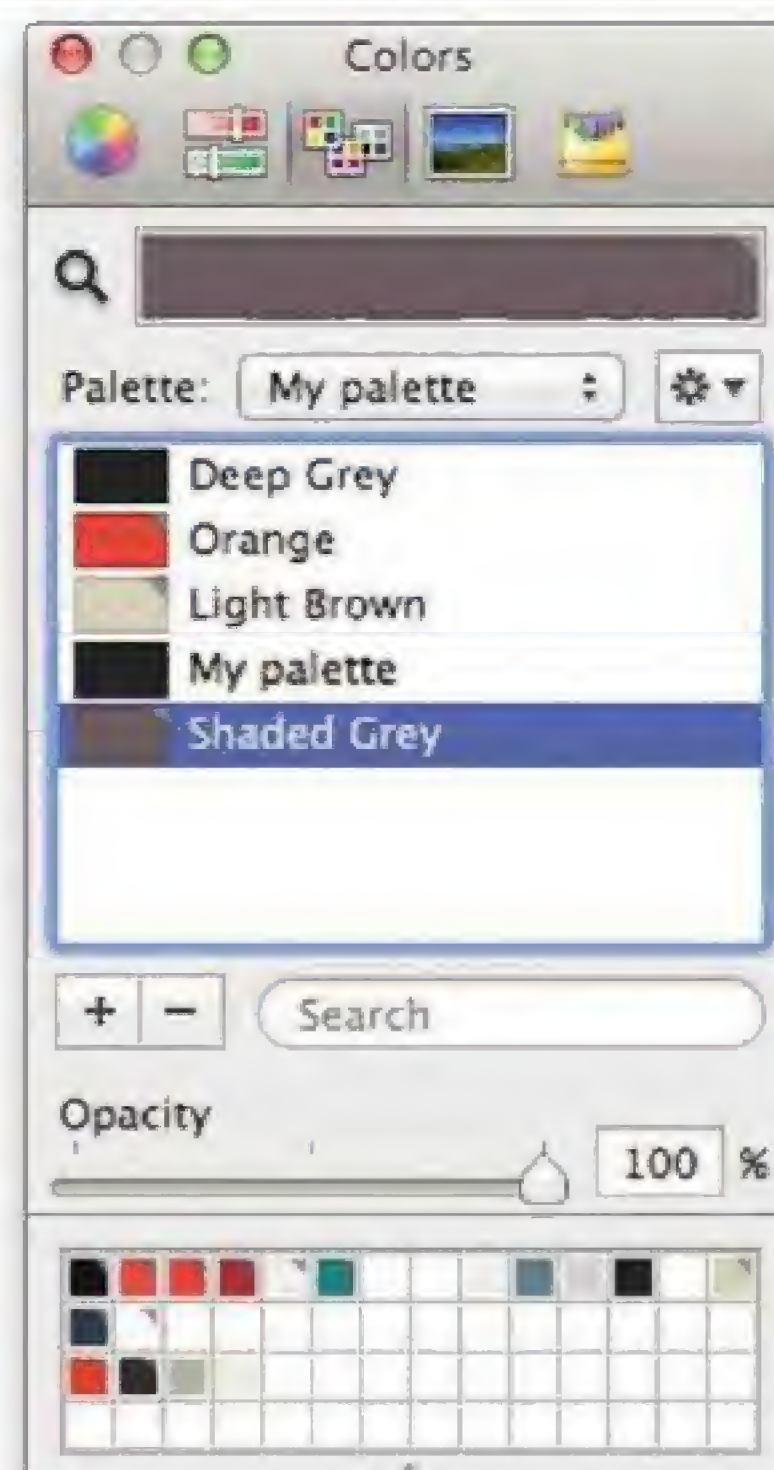 Colors
Palette: My palette
Deep Grey
Orange
Light Brown
My palette
Shaded Grey
+ − Search
Opacity
100 %